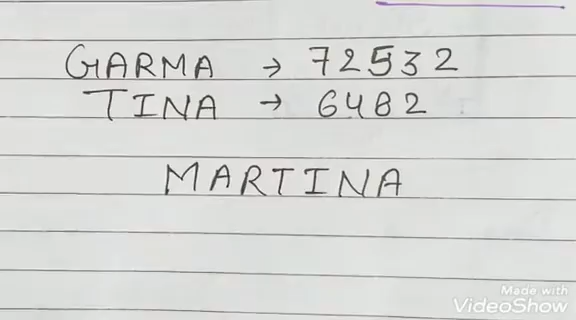 GARMA → 72532
TINA → 6482
MARTINA
Made with
VideoShow